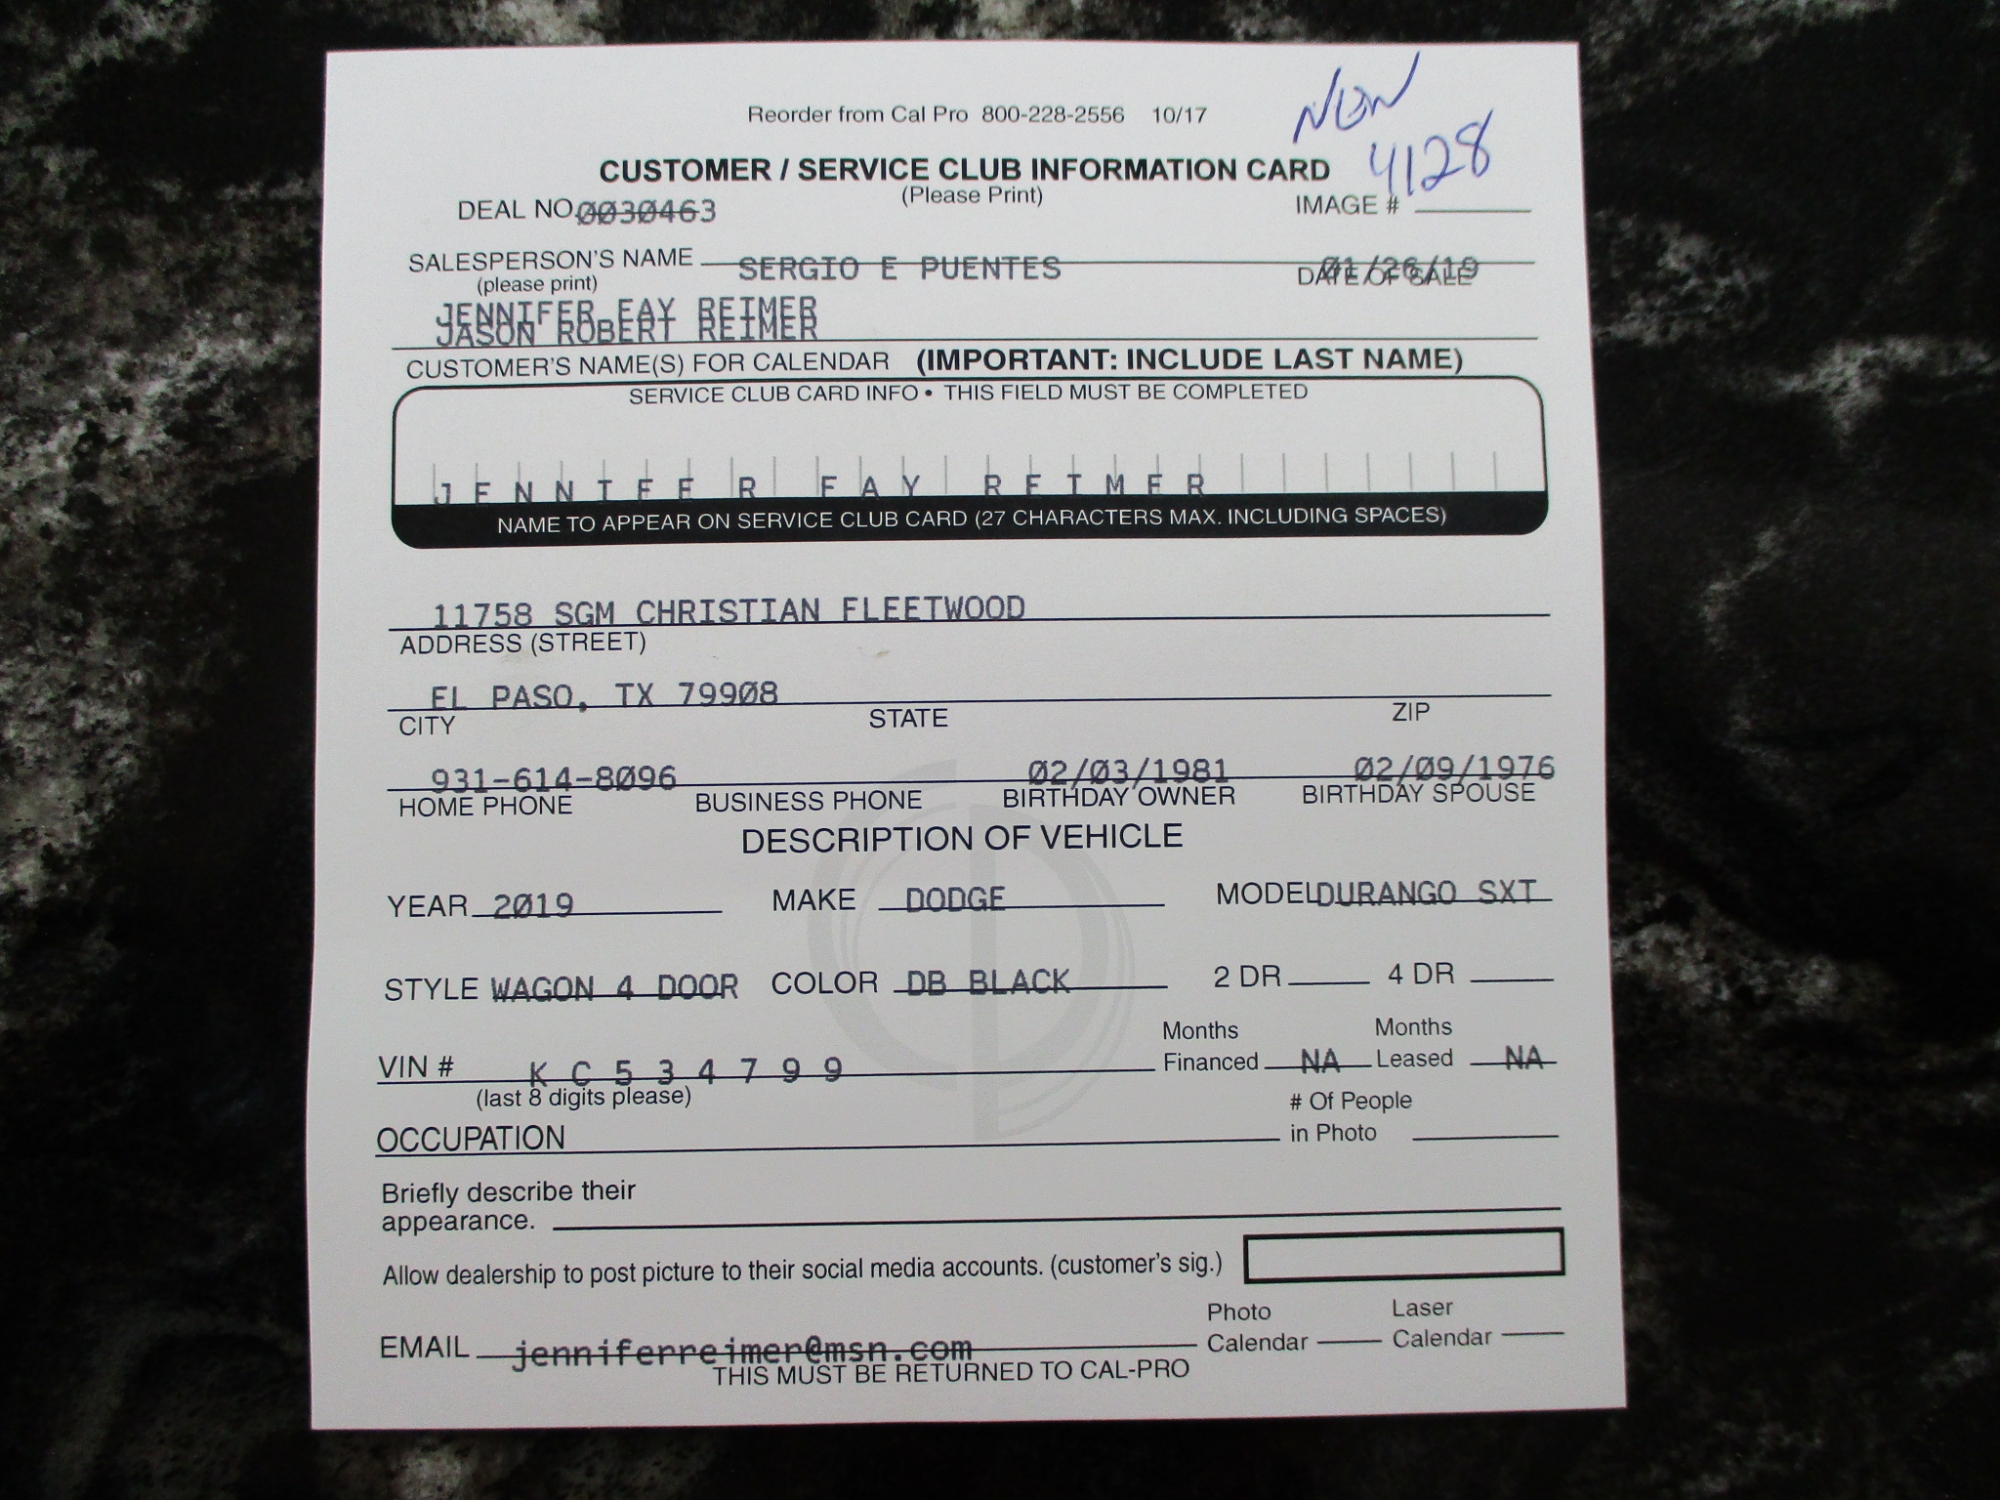 Reorder from Cal Pro 800-228-2556 10/17
NEW
4128
CUSTOMER / SERVICE CLUB INFORMATION CARD
(Please Print)
DEAL NO. 0030463 IMAGE #
SALESPERSON'S NAME SERGIO E PUENTES 01/26/19
(please print) DATE OF SALE
JENNIFER FAY REIMER
JASON ROBERT REIMER
CUSTOMER'S NAME(S) FOR CALENDAR (IMPORTANT: INCLUDE LAST NAME)
SERVICE CLUB CARD INFO • THIS FIELD MUST BE COMPLETED
JENNIFER FAY REIMER
NAME TO APPEAR ON SERVICE CLUB CARD (27 CHARACTERS MAX. INCLUDING SPACES)
11758 SGM CHRISTIAN FLEETWOOD
ADDRESS (STREET)
EL PASO, TX 79908
CITY STATE ZIP
931-614-8096 02/03/1981 02/09/1976
HOME PHONE BUSINESS PHONE BIRTHDAY OWNER BIRTHDAY SPOUSE
DESCRIPTION OF VEHICLE
YEAR 2019 MAKE DODGE MODEL DURANGO SXT
STYLE WAGON 4 DOOR COLOR DB BLACK 2 DR 4 DR
Months Months
VIN # K C 5 3 4 7 9 9 Financed NA Leased NA
(last 8 digits please)
# Of People
OCCUPATION in Photo
Briefly describe their
appearance.
Allow dealership to post picture to their social media accounts. (customer's sig.)
Photo Laser
EMAIL jenniferreimer@msn.com Calendar Calendar
THIS MUST BE RETURNED TO CAL-PRO